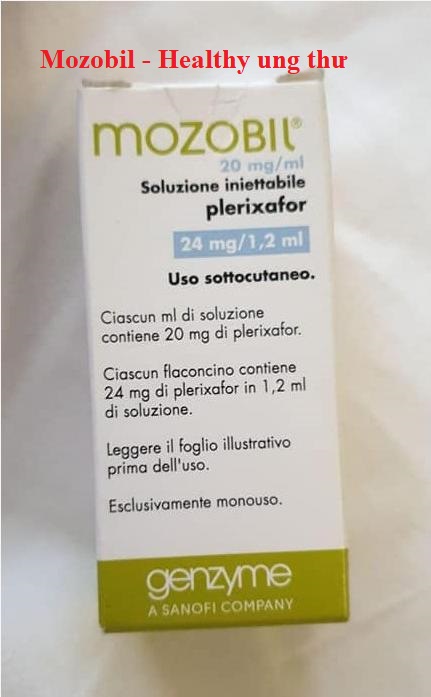 Mozobil - Healthy ung thư
mozobil®
20 mg/ml
Soluzione iniettabile
plerixafor
24 mg/1,2 ml
Uso sottocutaneo.
Ciascun ml di soluzione
contiene 20 mg di plerixafor.
Ciascun flaconcino contiene
24 mg di plerixafor in 1,2 ml
di soluzione.
Leggere il foglio illustrativo
prima dell'uso.
Esclusivamente monouso.
genzyme
A SANOFI COMPANY